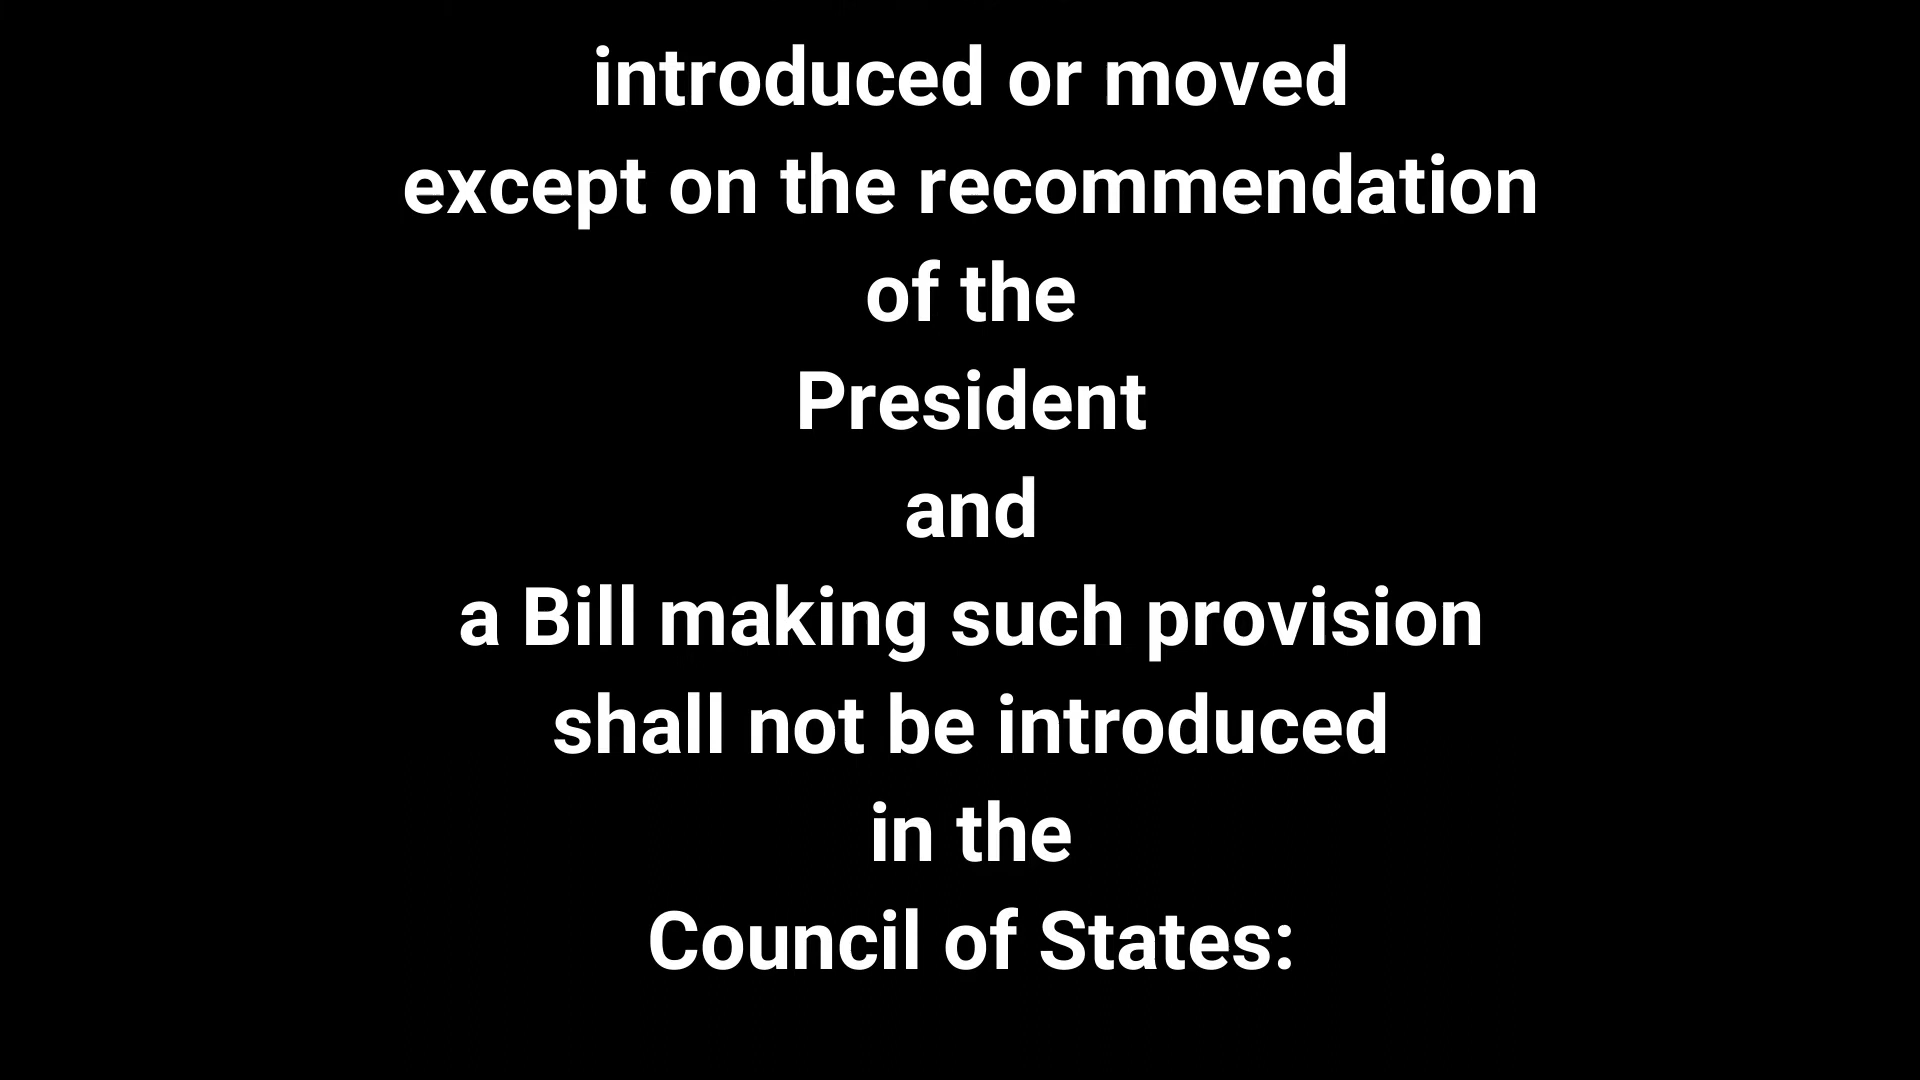 introduced or moved
except on the recommendation
of the
President
and
a Bill making such provision
shall not be introduced
in the
Council of States: